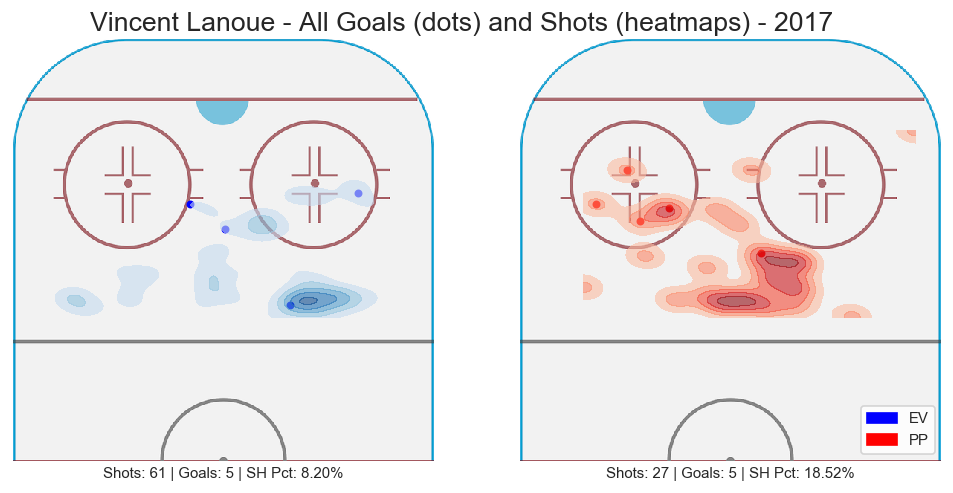 Vincent Lanoue - All Goals (dots) and Shots (heatmaps) - 2017
EV
PP
Shots: 61 | Goals: 5 | SH Pct: 8.20%
Shots: 27 | Goals: 5 | SH Pct: 18.52%